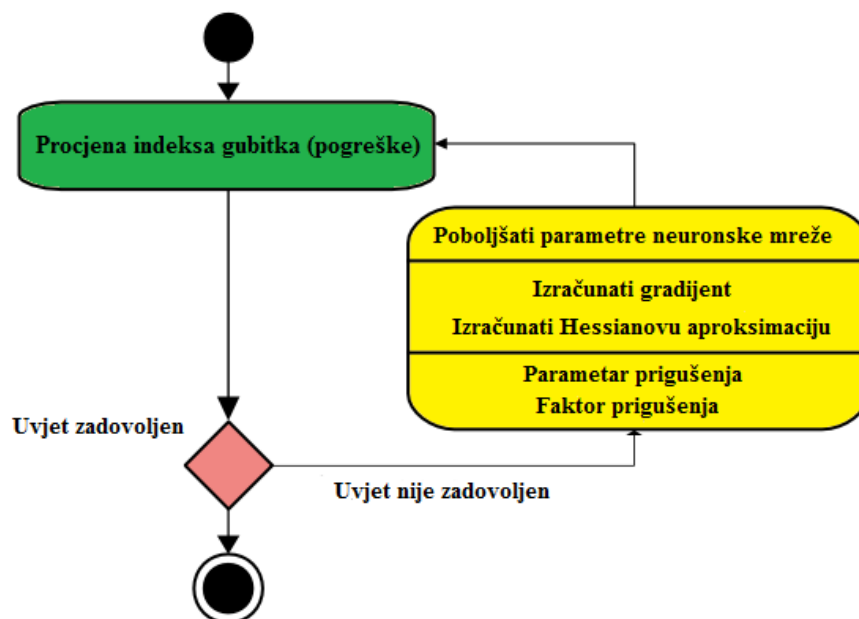 Procjena indeksa gubitka (pogreške)
Poboljšati parametre neuronske mreže
Izračunati gradijent
Izračunati Hessianovu aproksimaciju
Parametar prigušenja
Faktor prigušenja
Uvjet zadovoljen
Uvjet nije zadovoljen